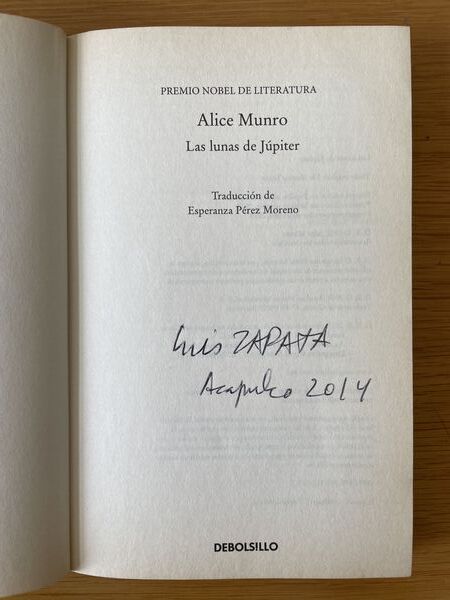 PREMIO NOBEL DE LITERATURA
Alice Munro
Las lunas de Júpiter
Traducción de
Esperanza Pérez Moreno
Luis ZAPATA
Acapulco 2014
DEBOLSILLO